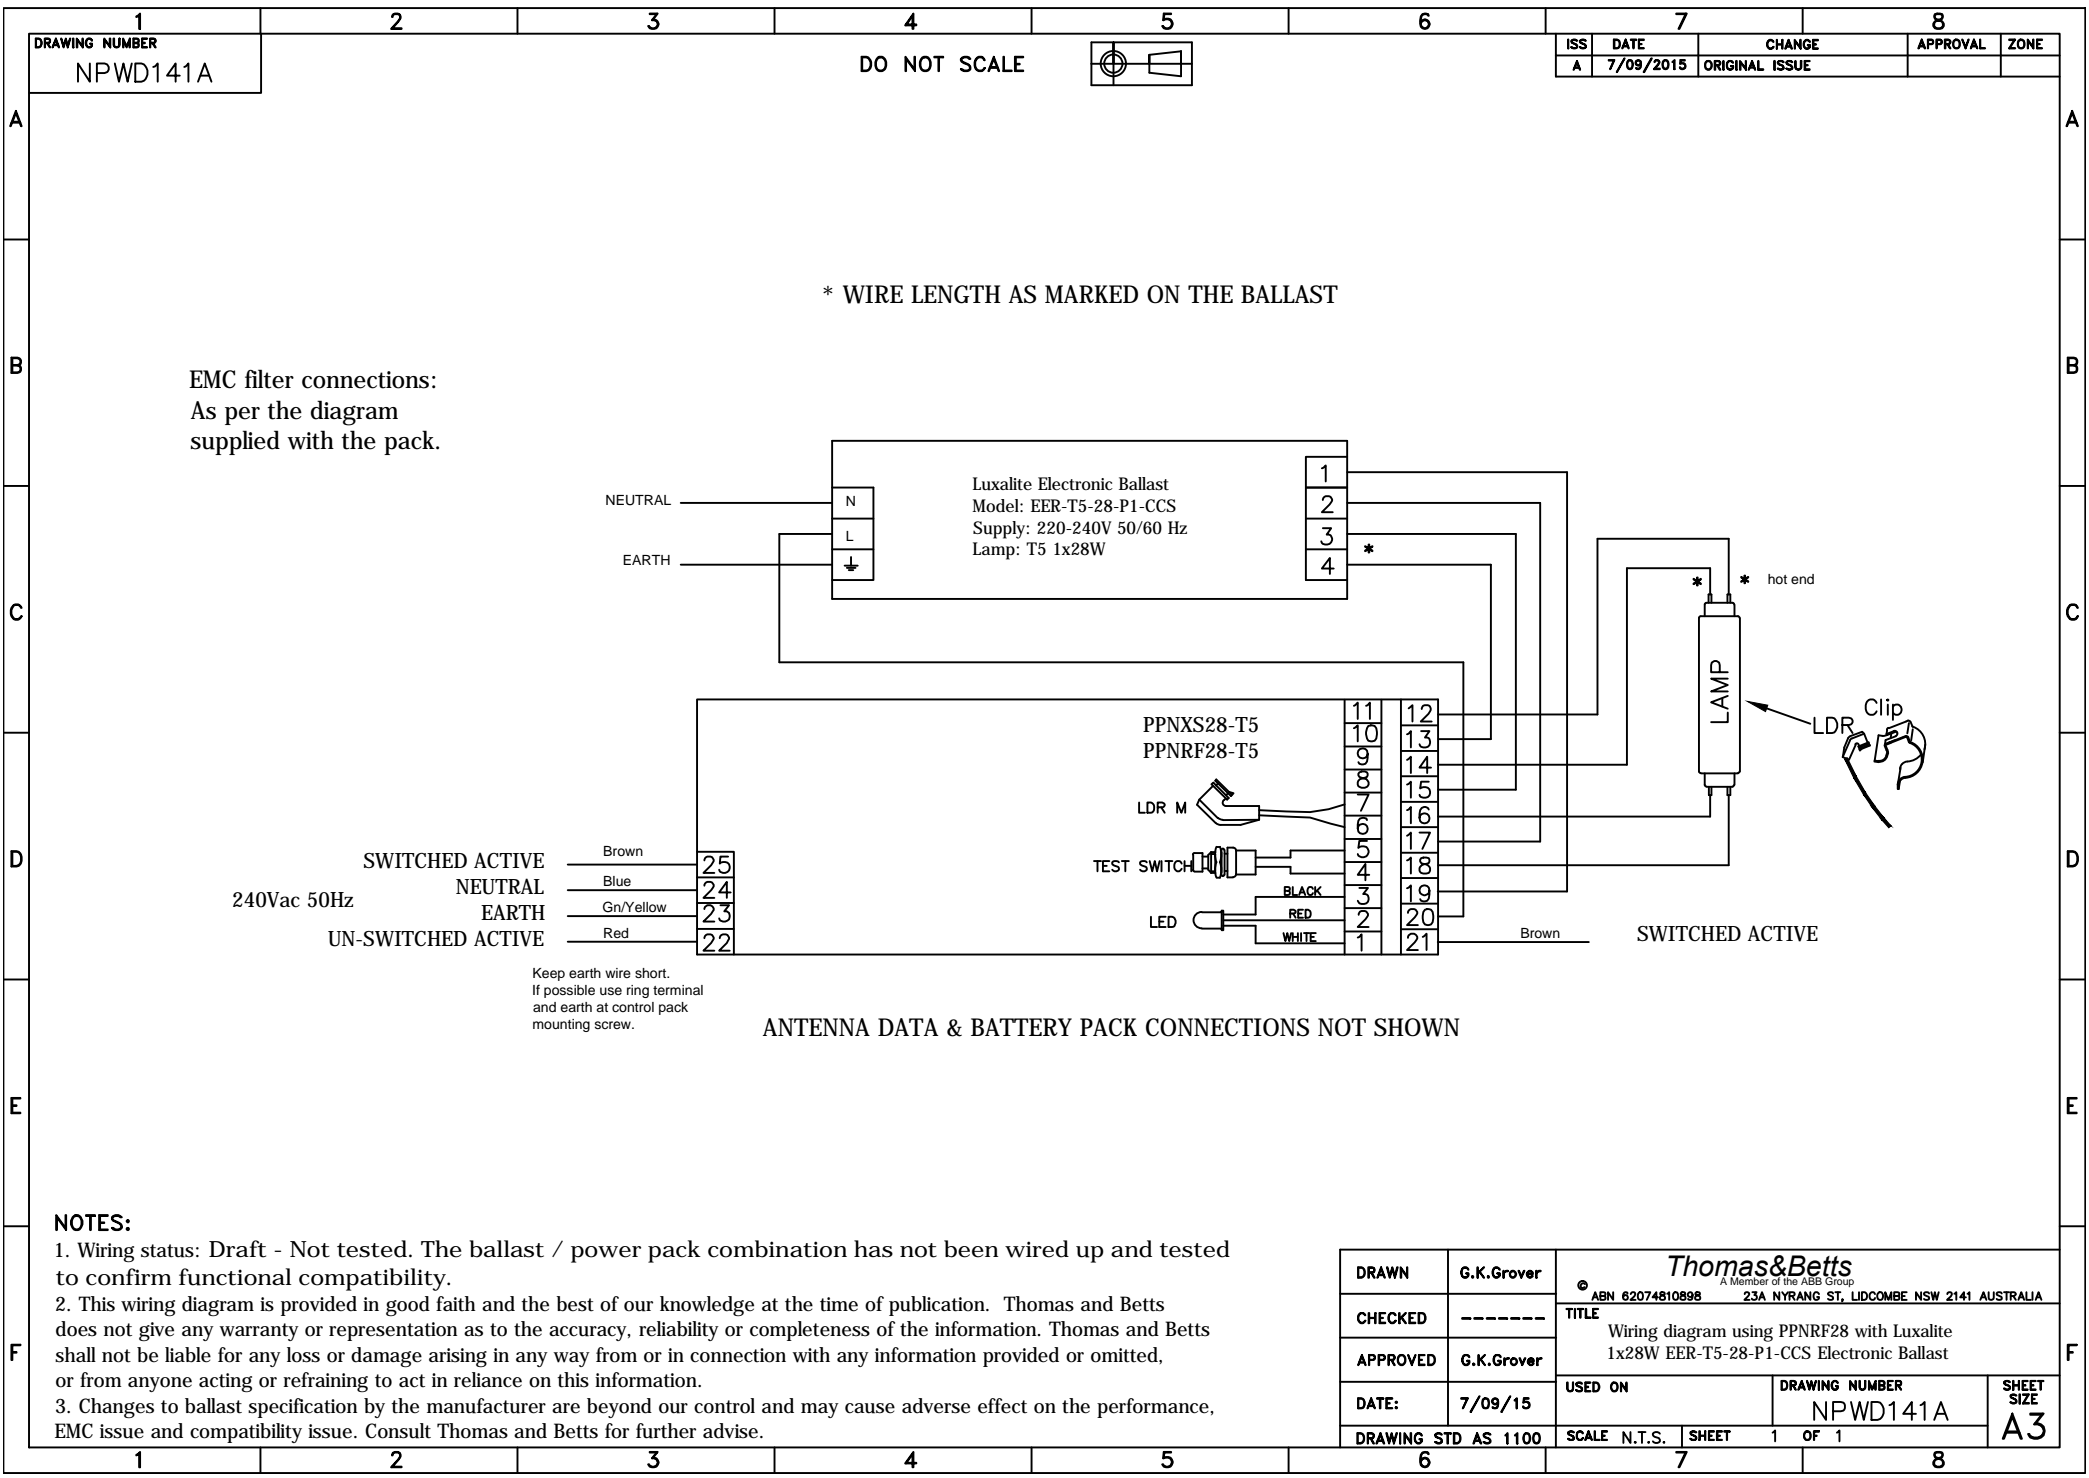 1 2 3 4 5 6 7 8
DRAWING NUMBER
NPWD141A
DO NOT SCALE
ISS DATE CHANGE APPROVAL ZONE
A 7/09/2015 ORIGINAL ISSUE
A A
* WIRE LENGTH AS MARKED ON THE BALLAST
B B
EMC filter connections:
As per the diagram
supplied with the pack.
NEUTRAL
EARTH
N
L
Luxalite Electronic Ballast
Model: EER-T5-28-P1-CCS
Supply: 220-240V 50/60 Hz
Lamp: T5 1x28W
1
2
3
4
*
* * hot end
C C
LAMP
LDR Clip
PPNXS28-T5
PPNRF28-T5
LDR M
TEST SWITCH
LED
BLACK
RED
WHITE
11
10
9
8
7
6
5
4
3
2
1
12
13
14
15
16
17
18
19
20
21
Brown SWITCHED ACTIVE
D D
240Vac 50Hz
SWITCHED ACTIVE Brown 25
NEUTRAL Blue 24
EARTH Gn/Yellow 23
UN-SWITCHED ACTIVE Red 22
Keep earth wire short.
If possible use ring terminal
and earth at control pack
mounting screw.
ANTENNA DATA & BATTERY PACK CONNECTIONS NOT SHOWN
E E
NOTES:
1. Wiring status: Draft - Not tested. The ballast / power pack combination has not been wired up and tested
to confirm functional compatibility.
2. This wiring diagram is provided in good faith and the best of our knowledge at the time of publication. Thomas and Betts
does not give any warranty or representation as to the accuracy, reliability or completeness of the information. Thomas and Betts
shall not be liable for any loss or damage arising in any way from or in connection with any information provided or omitted,
or from anyone acting or refraining to act in reliance on this information.
3. Changes to ballast specification by the manufacturer are beyond our control and may cause adverse effect on the performance,
EMC issue and compatibility issue. Consult Thomas and Betts for further advise.
F F
DRAWN G.K.Grover
CHECKED -------
APPROVED G.K.Grover
DATE: 7/09/15
DRAWING STD AS 1100
Thomas&Betts
A Member of the ABB Group
© ABN 62074810898 23A NYRANG ST, LIDCOMBE NSW 2141 AUSTRALIA
TITLE
Wiring diagram using PPNRF28 with Luxalite
1x28W EER-T5-28-P1-CCS Electronic Ballast
USED ON
DRAWING NUMBER
NPWD141A
SHEET
SIZE
A3
SCALE N.T.S. SHEET 1 OF 1
1 2 3 4 5 6 7 8